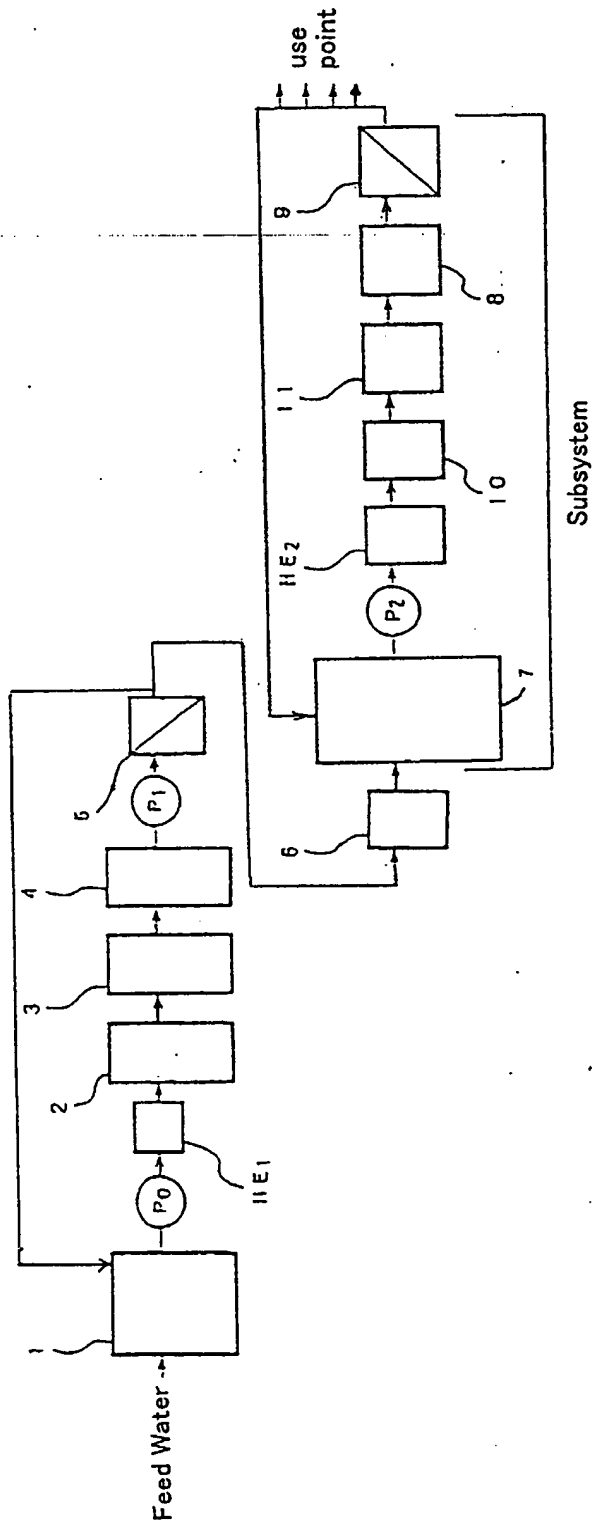 Feed Water
1
P₀
HE₁
2
3
4
P₁
5
6
7
P₂
HE₂
10
11
8
9
use
point
Subsystem